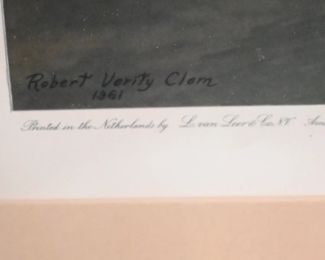 Robert Verity Clem
1961
Printed in the Netherlands by L. van Leer & Co. N.V.